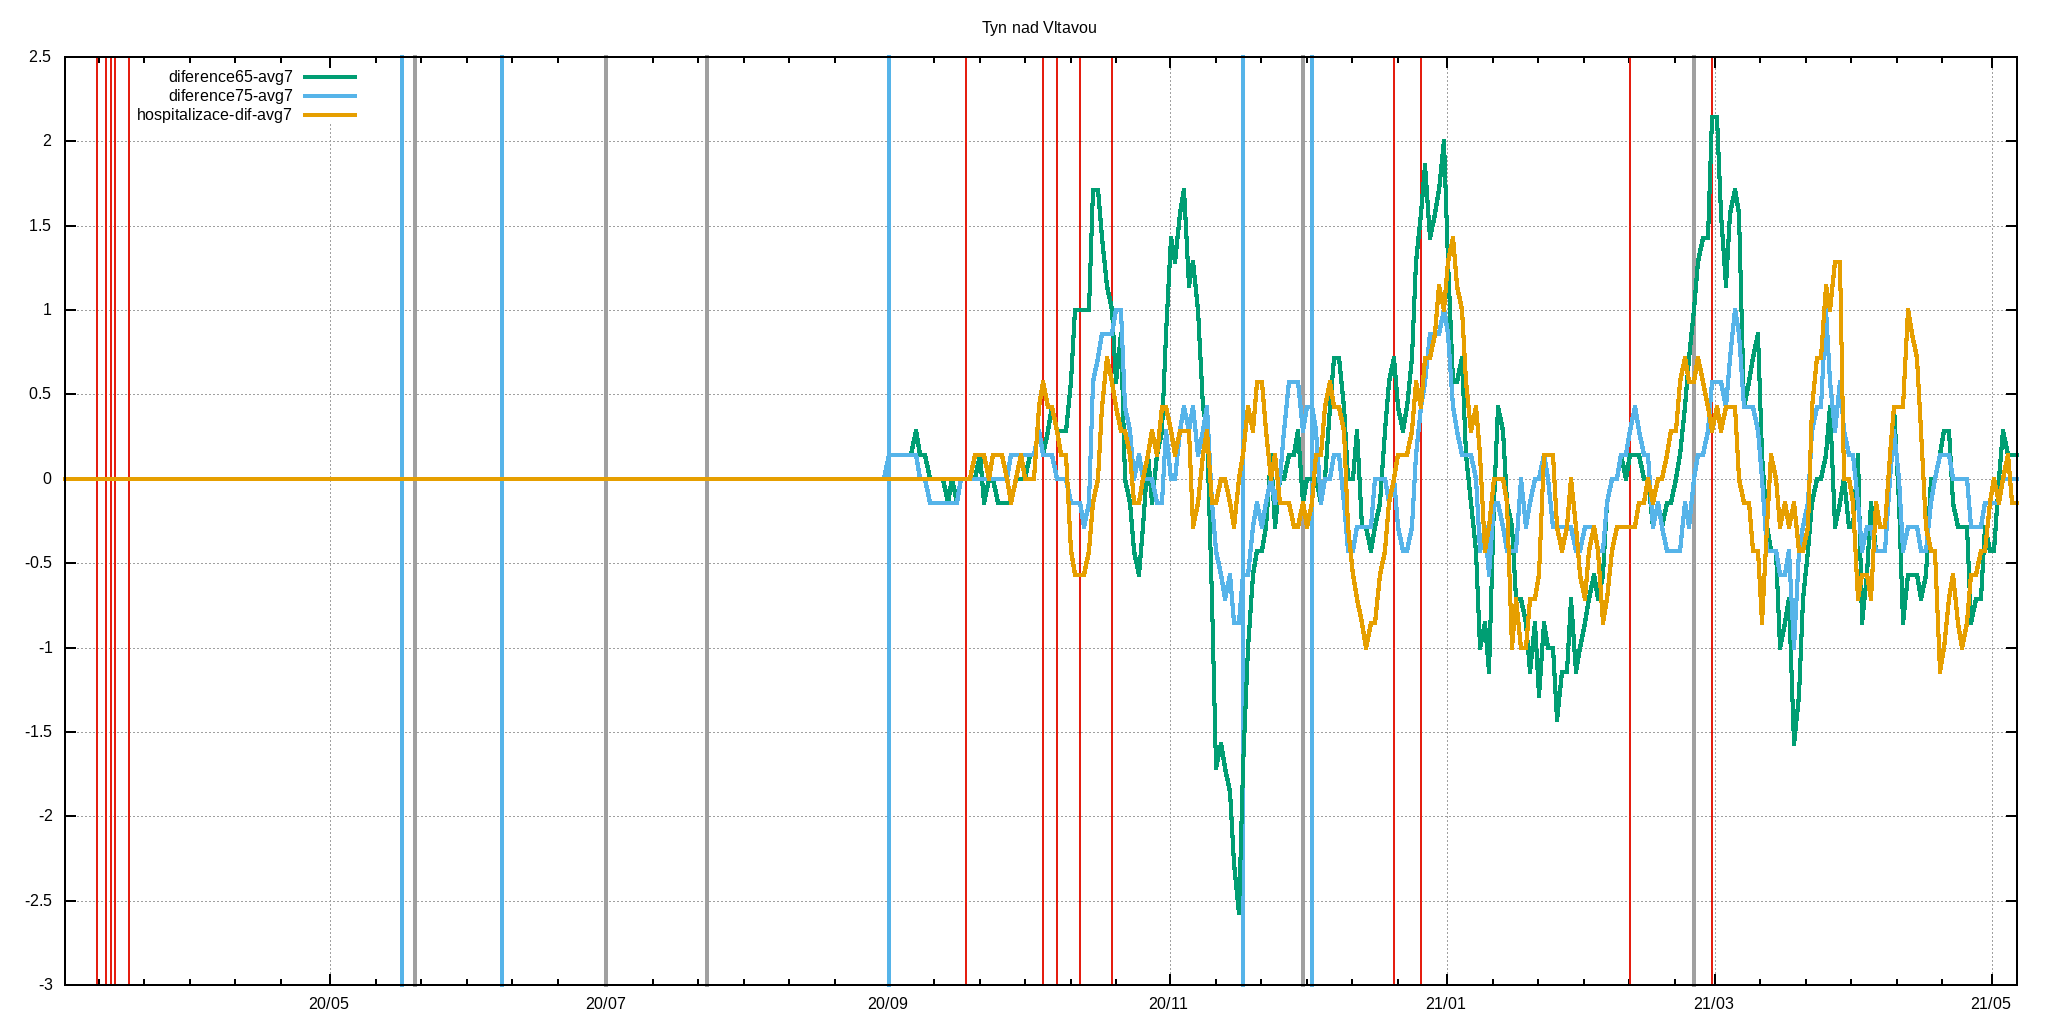 Tyn nad Vltavou
diference65-avg7
diference75-avg7
hospitalizace-dif-avg7
2.5
2
1.5
1
0.5
0
-0.5
-1
-1.5
-2
-2.5
-3
20/05 20/07 20/09 20/11 21/01 21/03 21/05